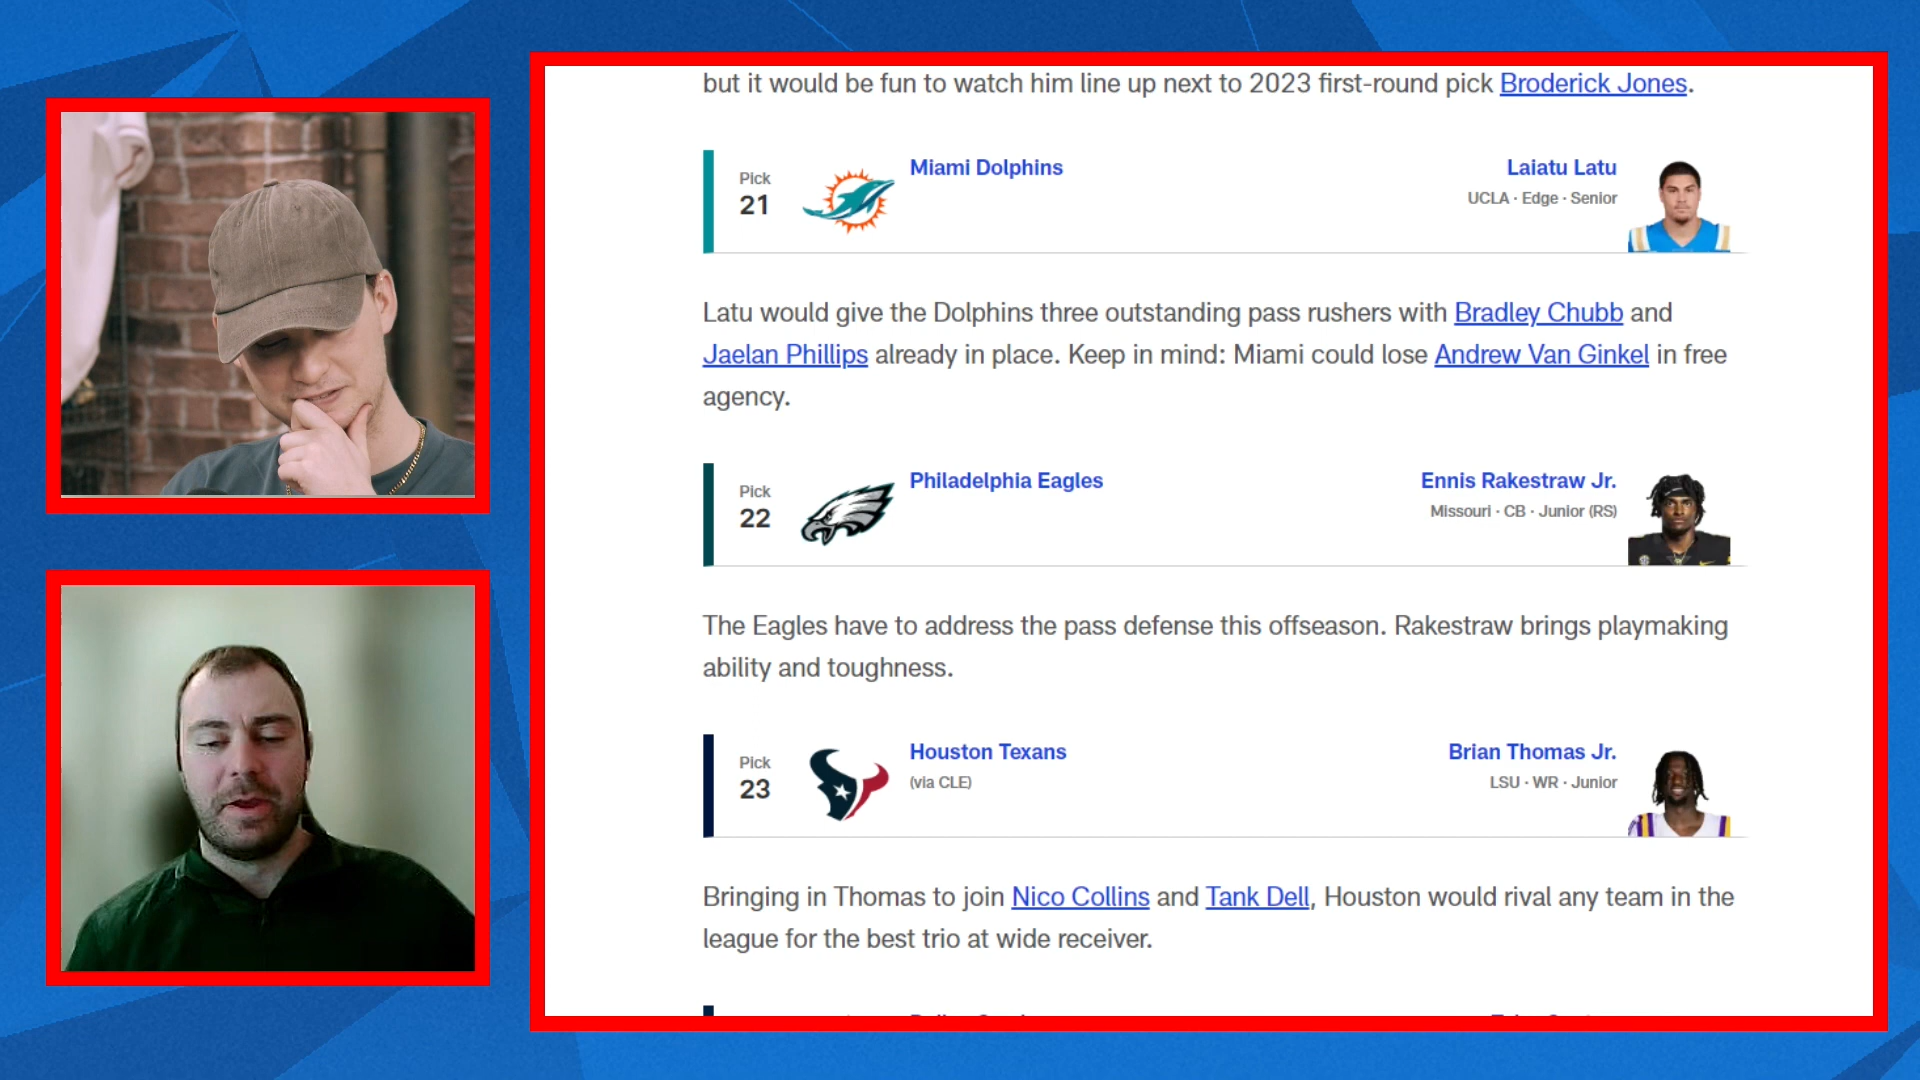 but it would be fun to watch him line up next to 2023 first-round pick Broderick Jones.
Pick
21
Miami Dolphins
Laiatu Latu
UCLA · Edge · Senior
Latu would give the Dolphins three outstanding pass rushers with Bradley Chubb and
Jaelan Phillips already in place. Keep in mind: Miami could lose Andrew Van Ginkel in free
agency.
Pick
22
Philadelphia Eagles
Ennis Rakestraw Jr.
Missouri · CB · Junior (RS)
The Eagles have to address the pass defense this offseason. Rakestraw brings playmaking
ability and toughness.
Pick
23
Houston Texans
(via CLE)
Brian Thomas Jr.
LSU · WR · Junior
Bringing in Thomas to join Nico Collins and Tank Dell, Houston would rival any team in the
league for the best trio at wide receiver.